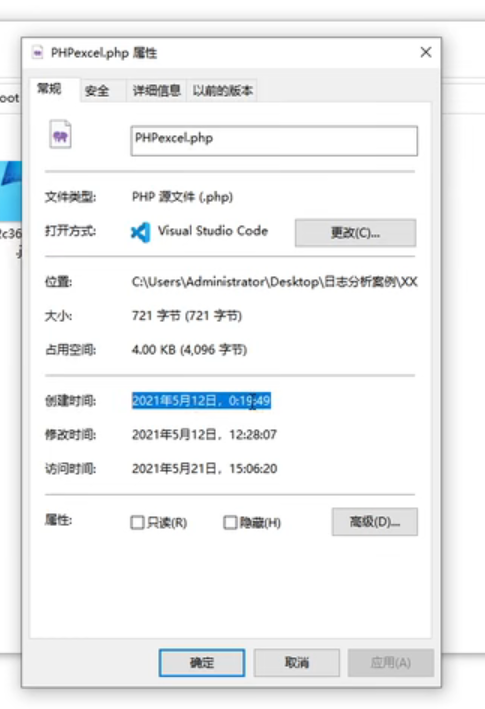 PHPexcel.php 属性
常规 安全 详细信息 以前的版本
oot
PHPexcel.php
2c36
文件类型: PHP 源文件 (.php)
打开方式: Visual Studio Code 更改(C)...
位置: C:\Users\Administrator\Desktop\日志分析案例\XX
大小: 721 字节 (721 字节)
占用空间: 4.00 KB (4,096 字节)
创建时间: 2021年5月12日，0:19:49
修改时间: 2021年5月12日，12:28:07
访问时间: 2021年5月21日，15:06:20
属性: 只读(R) 隐藏(H) 高级(D)...
确定 取消 应用(A)